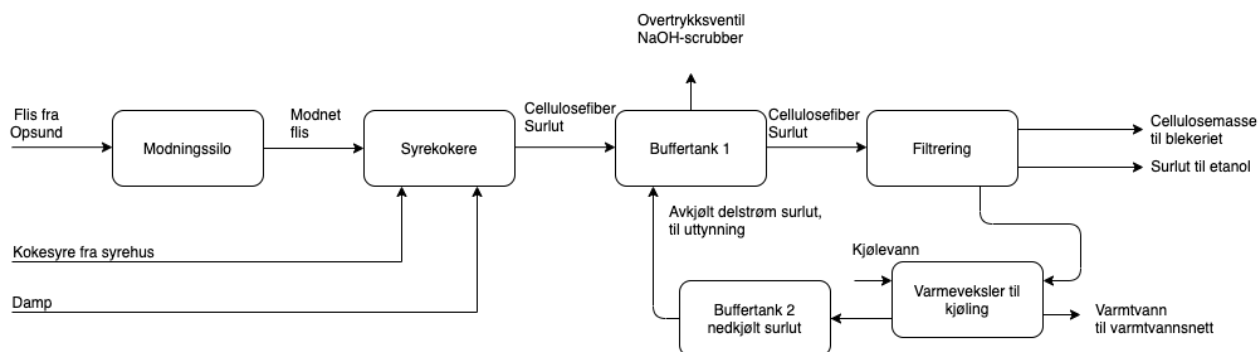 Overtrykksventil
NaOH-scrubber
Flis fra
Opsund
Modningssilo
Modnet
flis
Syrekokere
Cellulosefiber
Surlut
Buffertank 1
Cellulosefiber
Surlut
Filtrering
Cellulosemasse
til blekeriet
Surlut til etanol
Avkjølt delstrøm surlut,
til uttynning
Kokesyre fra syrehus
Kjølevann
Damp
Buffertank 2
nedkjølt surlut
Varmeveksler til
kjøling
Varmtvann
til varmtvannsnett